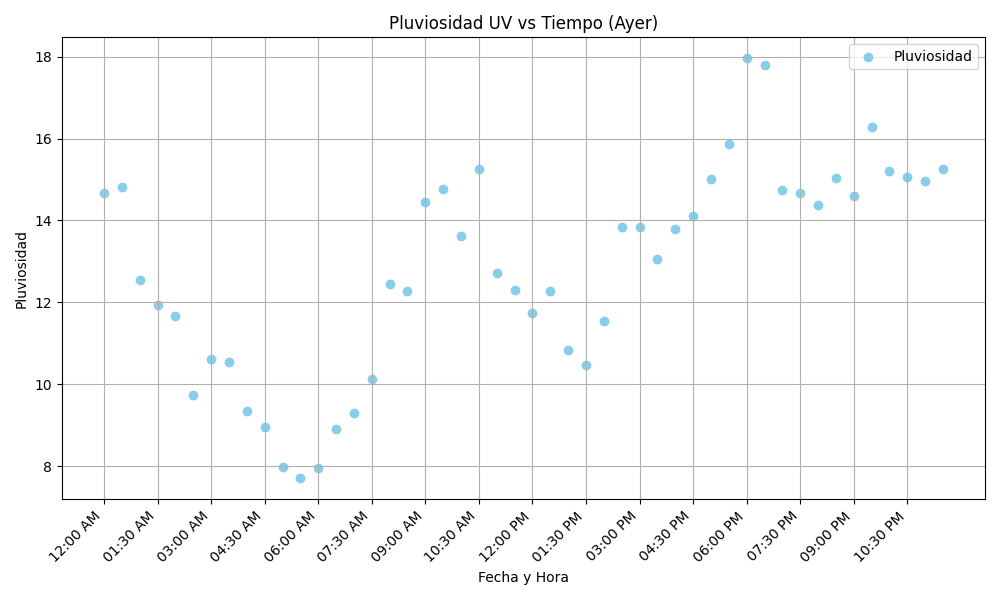 Pluviosidad UV vs Tiempo (Ayer)
Pluviosidad
18
16
14
12
10
8
Pluviosidad
12:00 AM
01:30 AM
03:00 AM
04:30 AM
06:00 AM
07:30 AM
09:00 AM
10:30 AM
12:00 PM
01:30 PM
03:00 PM
04:30 PM
06:00 PM
07:30 PM
09:00 PM
10:30 PM
Fecha y Hora